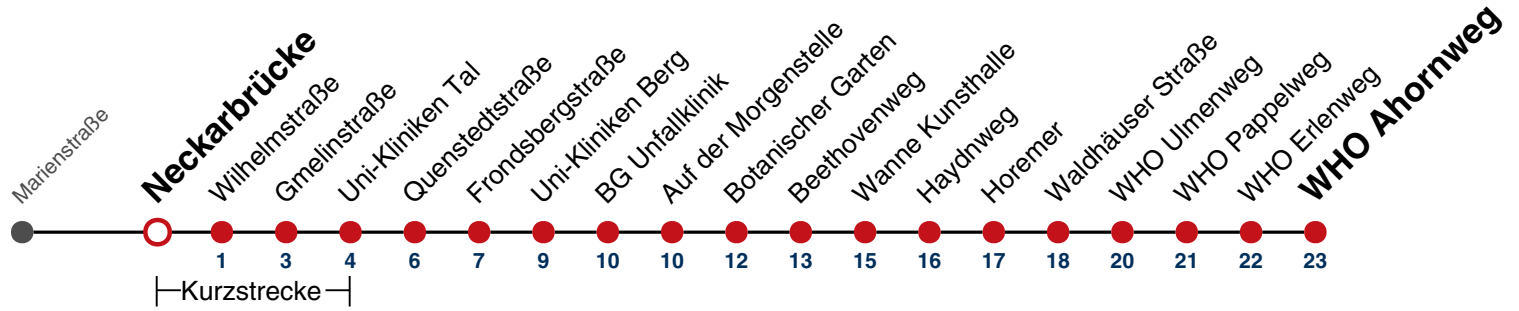 Marienstraße
Neckarbrücke
Wilhelmstraße
Gmelinstraße
Uni-Kliniken Tal
Quenstedtstraße
Frondsbergstraße
Uni-Kliniken Berg
BG Unfallklinik
Auf der Morgenstelle
Botanischer Garten
Beethovenweg
Wanne Kunsthalle
Haydnweg
Horemer
Waldhäuser Straße
WHO Ulmenweg
WHO Pappelweg
WHO Erlenweg
WHO Ahornweg
1 3 4 6 7 9 10 10 12 13 15 16 17 18 20 21 22 23
Kurzstrecke